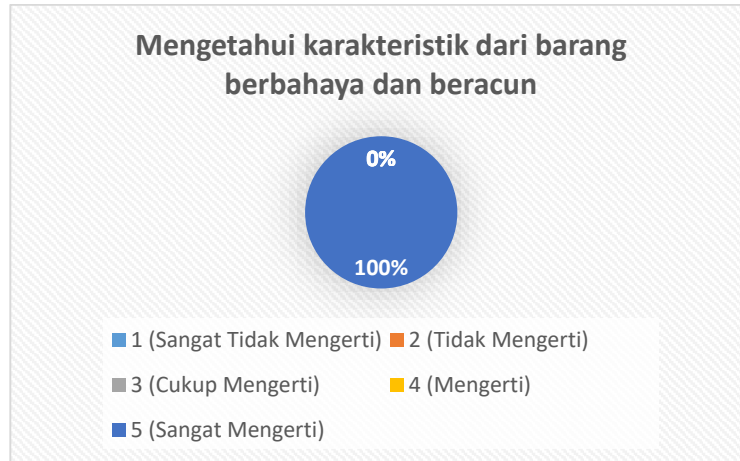 Mengetahui karakteristik dari barang
berbahaya dan beracun
0%
100%
1 (Sangat Tidak Mengerti)
2 (Tidak Mengerti)
3 (Cukup Mengerti)
4 (Mengerti)
5 (Sangat Mengerti)